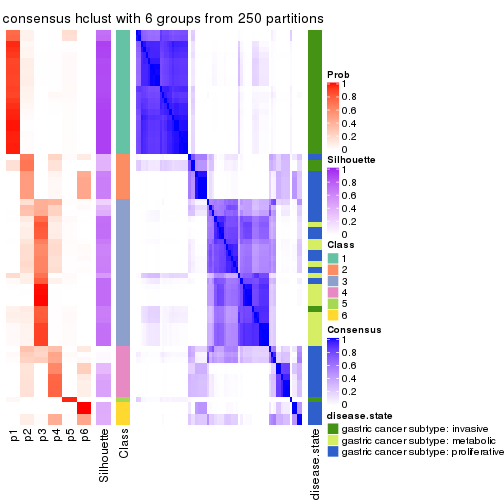 consensus hclust with 6 groups from 250 partitions
Prob
1
0.8
0.6
0.4
0.2
0
Silhouette
1
0.8
0.6
0.4
0.2
0
Class
1
2
3
4
5
6
Consensus
1
0.8
0.6
0.4
0.2
0
disease.state
gastric cancer subtype: invasive
gastric cancer subtype: metabolic
gastric cancer subtype: proliferative
p1
p2
p3
p4
p5
p6
Silhouette
Class
disease.state